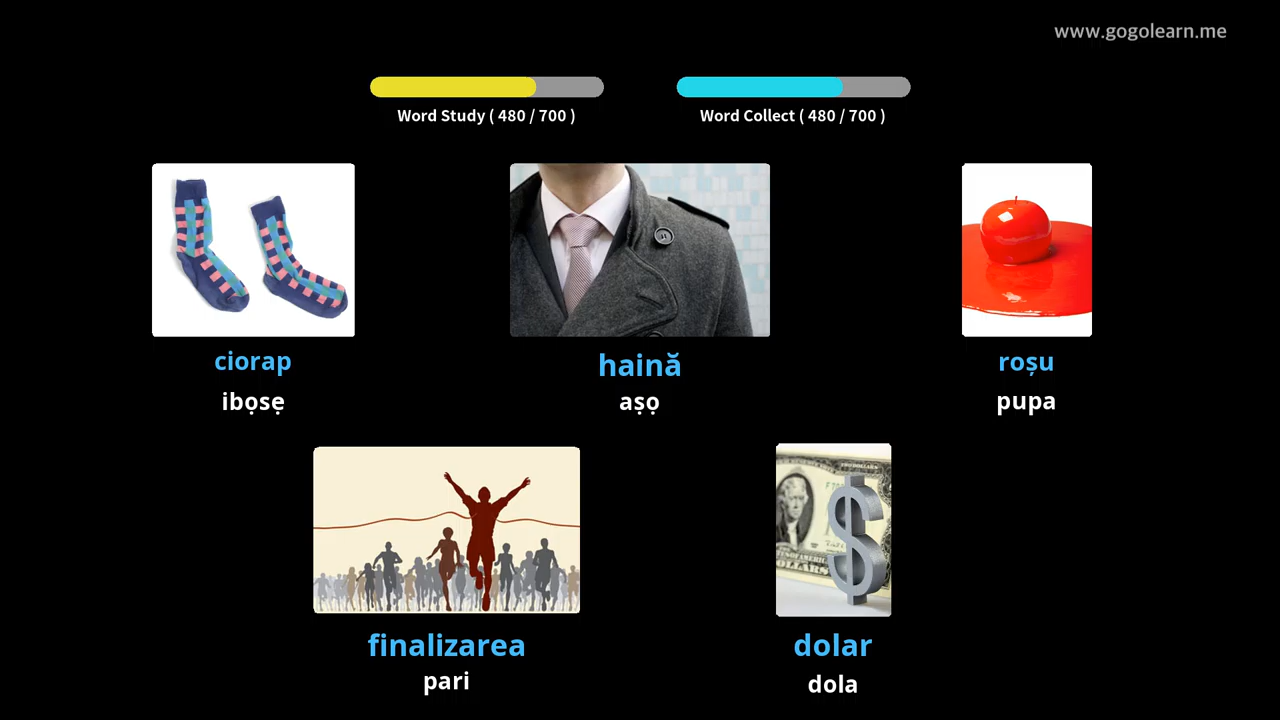 www.gogolearn.me
Word Study ( 480 / 700 )
Word Collect ( 480 / 700 )
ciorap
ibọsẹ
haină
aṣọ
roșu
pupa
finalizarea
pari
dolar
dola